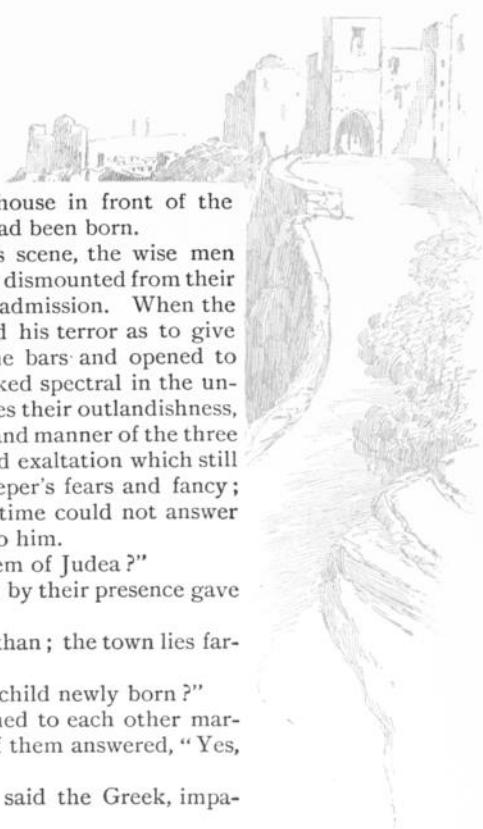 house in front of the
ad been born.
s scene, the wise men
dismounted from their
admission. When the
d his terror as to give
e bars and opened to
ked spectral in the un-
es their outlandishness,
and manner of the three
d exaltation which still
eper's fears and fancy;
time could not answer
o him.
em of Judea?"
by their presence gave
khan; the town lies far-
child newly born?"
ned to each other mar-
f them answered, "Yes,
said the Greek, impa-